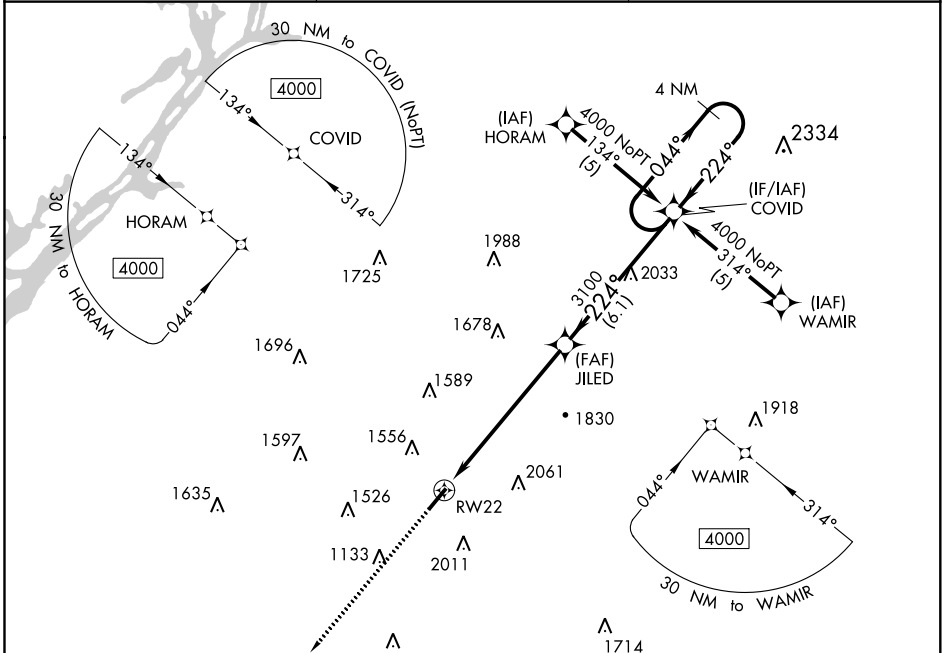 30 NM to COVID (NoPT)
4000
134°
COVID
314°
134°
HORAM
4000
30 NM to HORAM
044°
4 NM
(IAF)
HORAM
4000 NoPT
134°
(5)
044°
224°
2334
(IF/IAF)
COVID
4000 NoPT
314°
(5)
(IAF)
WAMIR
1725
1988
2033
3100
224°
(6.1)
1678
(FAF)
JILED
1696
1589
1830
1918
1597
1556
2061
RW22
1635
1526
1133
2011
WAMIR
044°
314°
4000
30 NM to WAMIR
1714